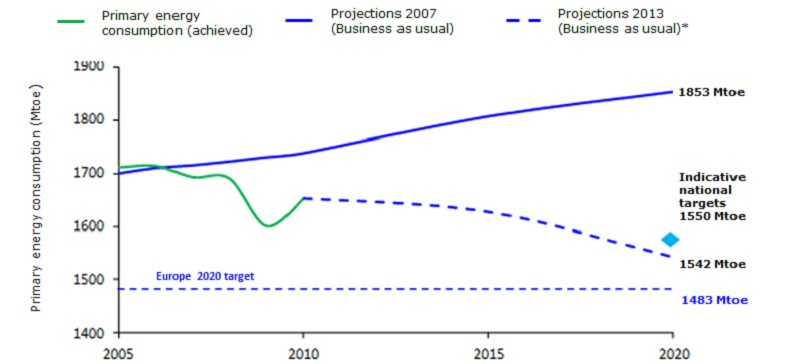 Primary energy
consumption (achieved)
Projections 2007
(Business as usual)
Projections 2013
(Business as usual)*
Primary energy consumption (Mtoe)
1900
1800
1700
1600
1500
1400
1853 Mtoe
Indicative
national
targets
1550 Mtoe
1542 Mtoe
Europe 2020 target
1483 Mtoe
2005
2010
2015
2020